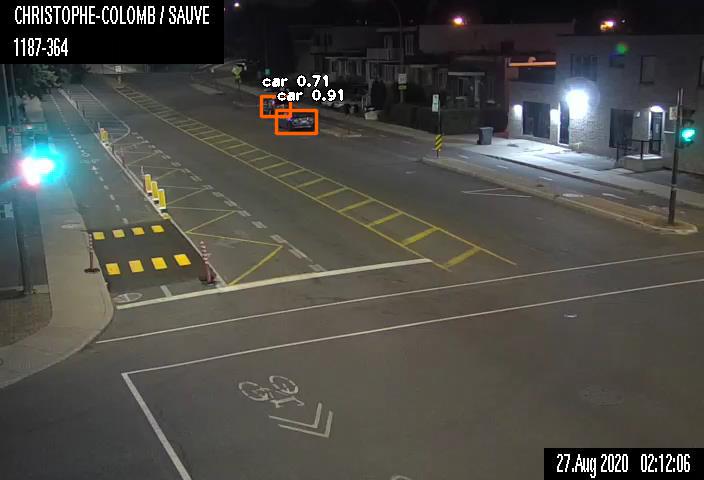 CHRISTOPHE-COLOMB / SAUVE
1187-364
car 0.71
car 0.91
27.Aug 2020 02:12:06